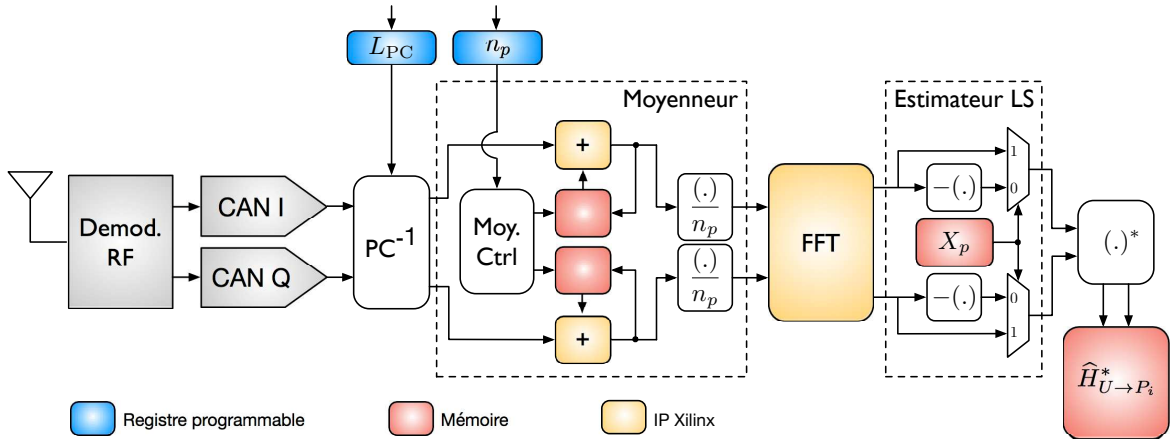 L_PC
n_p
Moyenneur
Estimateur LS
Demod.
RF
CAN I
CAN Q
PC⁻¹
Moy.
Ctrl
+
+
(.)
n_p
(.)
n_p
FFT
1
−(.)
0
X_p
−(.)
0
1
(.)*
Ĥ*_{U→P_i}
Registre programmable
Mémoire
IP Xilinx